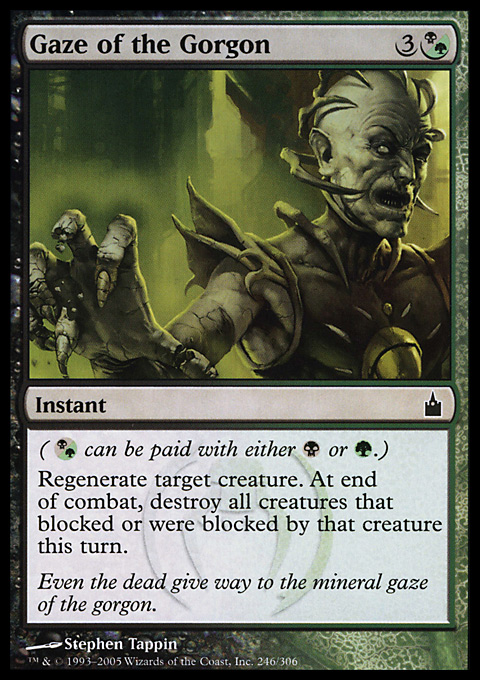 Gaze of the Gorgon 3
Instant
( can be paid with either or .)
Regenerate target creature. At end
of combat, destroy all creatures that
blocked or were blocked by that creature
this turn.
Even the dead give way to the mineral gaze
of the gorgon.
Stephen Tappin
™ & © 1993–2005 Wizards of the Coast, Inc. 246/306